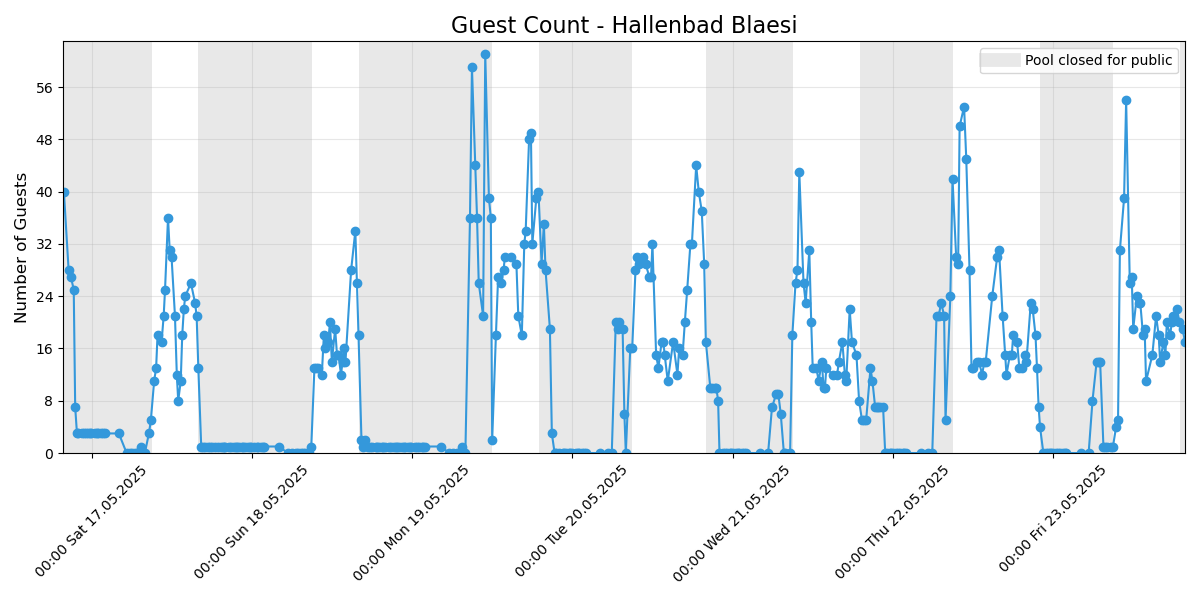 Guest Count - Hallenbad Blaesi
Pool closed for public
Number of Guests
56
48
40
32
24
16
8
0
00:00 Sat 17.05.2025
00:00 Sun 18.05.2025
00:00 Mon 19.05.2025
00:00 Tue 20.05.2025
00:00 Wed 21.05.2025
00:00 Thu 22.05.2025
00:00 Fri 23.05.2025